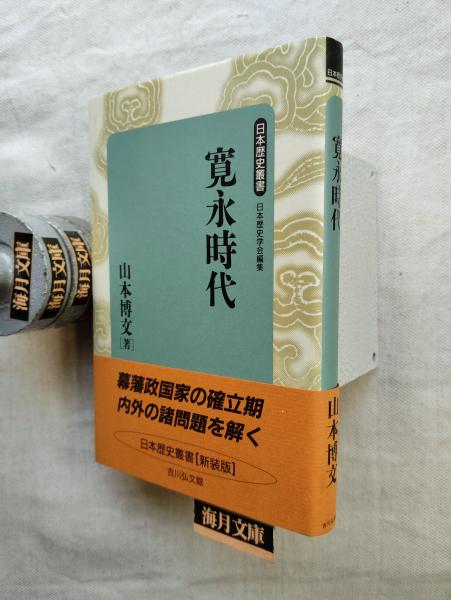 日本歴史叢書
日本歴史学会編集
寛永時代
山本博文[著]
幕藩政国家の確立期
内外の諸問題を解く
日本歴史叢書[新装版]
吉川弘文館
寛永時代
山本博文
吉川弘文館
海月文庫
海月文庫
海月文庫